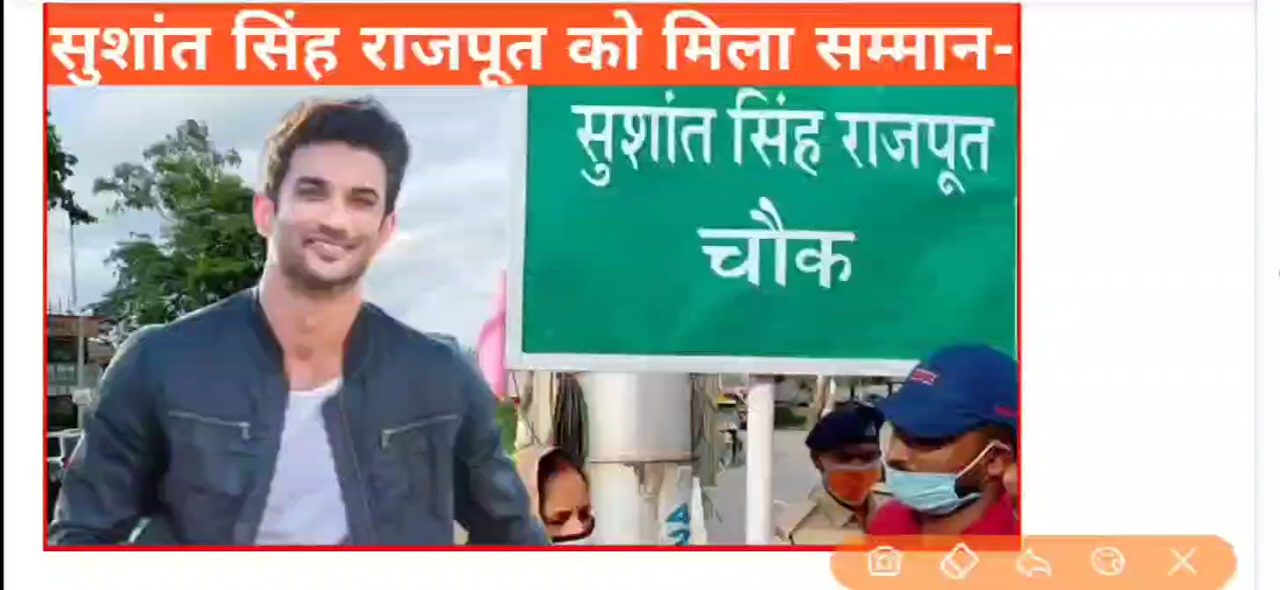 सुशांत सिंह राजपूत को मिला सम्मान-
सुशांत सिंह राजपूत
चौक